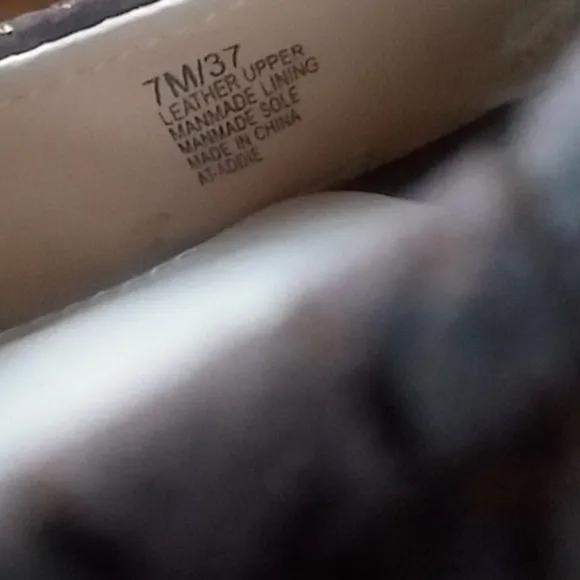 7M/37
LEATHER UPPER
MANMADE LINING
MANMADE SOLE
MADE IN CHINA
AT-ADDIE